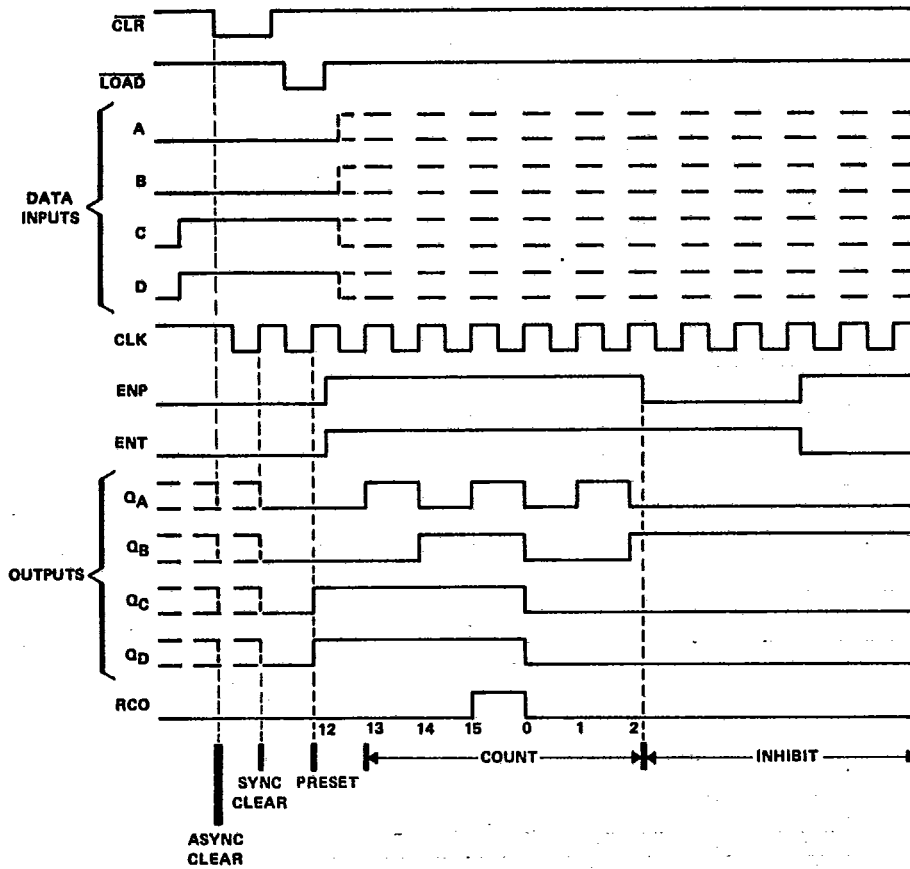 CLR
LOAD
A
B
DATA
INPUTS
C
D
CLK
ENP
ENT
QA
QB
OUTPUTS
QC
QD
RCO
12 13 14 15 0 1 2
COUNT INHIBIT
SYNC PRESET
CLEAR
ASYNC
CLEAR